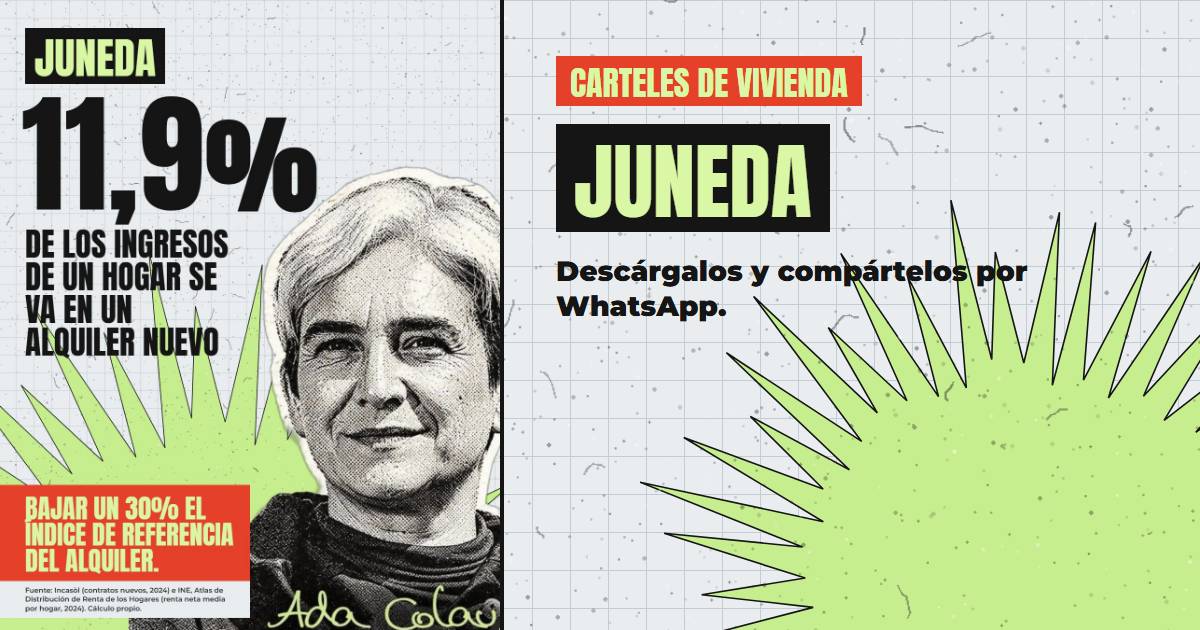 JUNEDA
11,9%
DE LOS INGRESOS
DE UN HOGAR SE
VA EN UN
ALQUILER NUEVO
BAJAR UN 30% EL
ÍNDICE DE REFERENCIA
DEL ALQUILER.
Fuente: Incasòl (contratos nuevos, 2024) e INE, Atlas de
Distribución de Renta de los Hogares (renta neta media
por hogar, 2024). Cálculo propio.
Ada Colau
CARTELES DE VIVIENDA
JUNEDA
Descárgalos y compártelos por
WhatsApp.